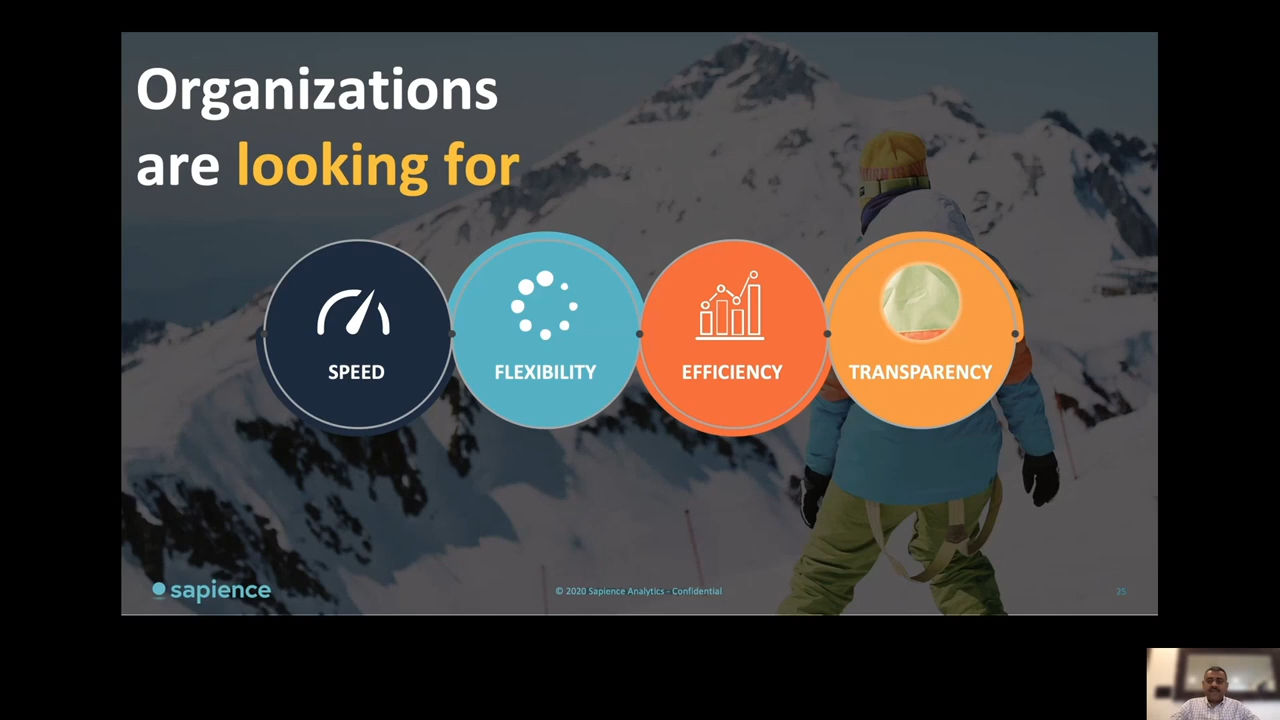 Organizations
are looking for
SPEED
FLEXIBILITY
EFFICIENCY
TRANSPARENCY
sapience
© 2020 Sapience Analytics - Confidential
25